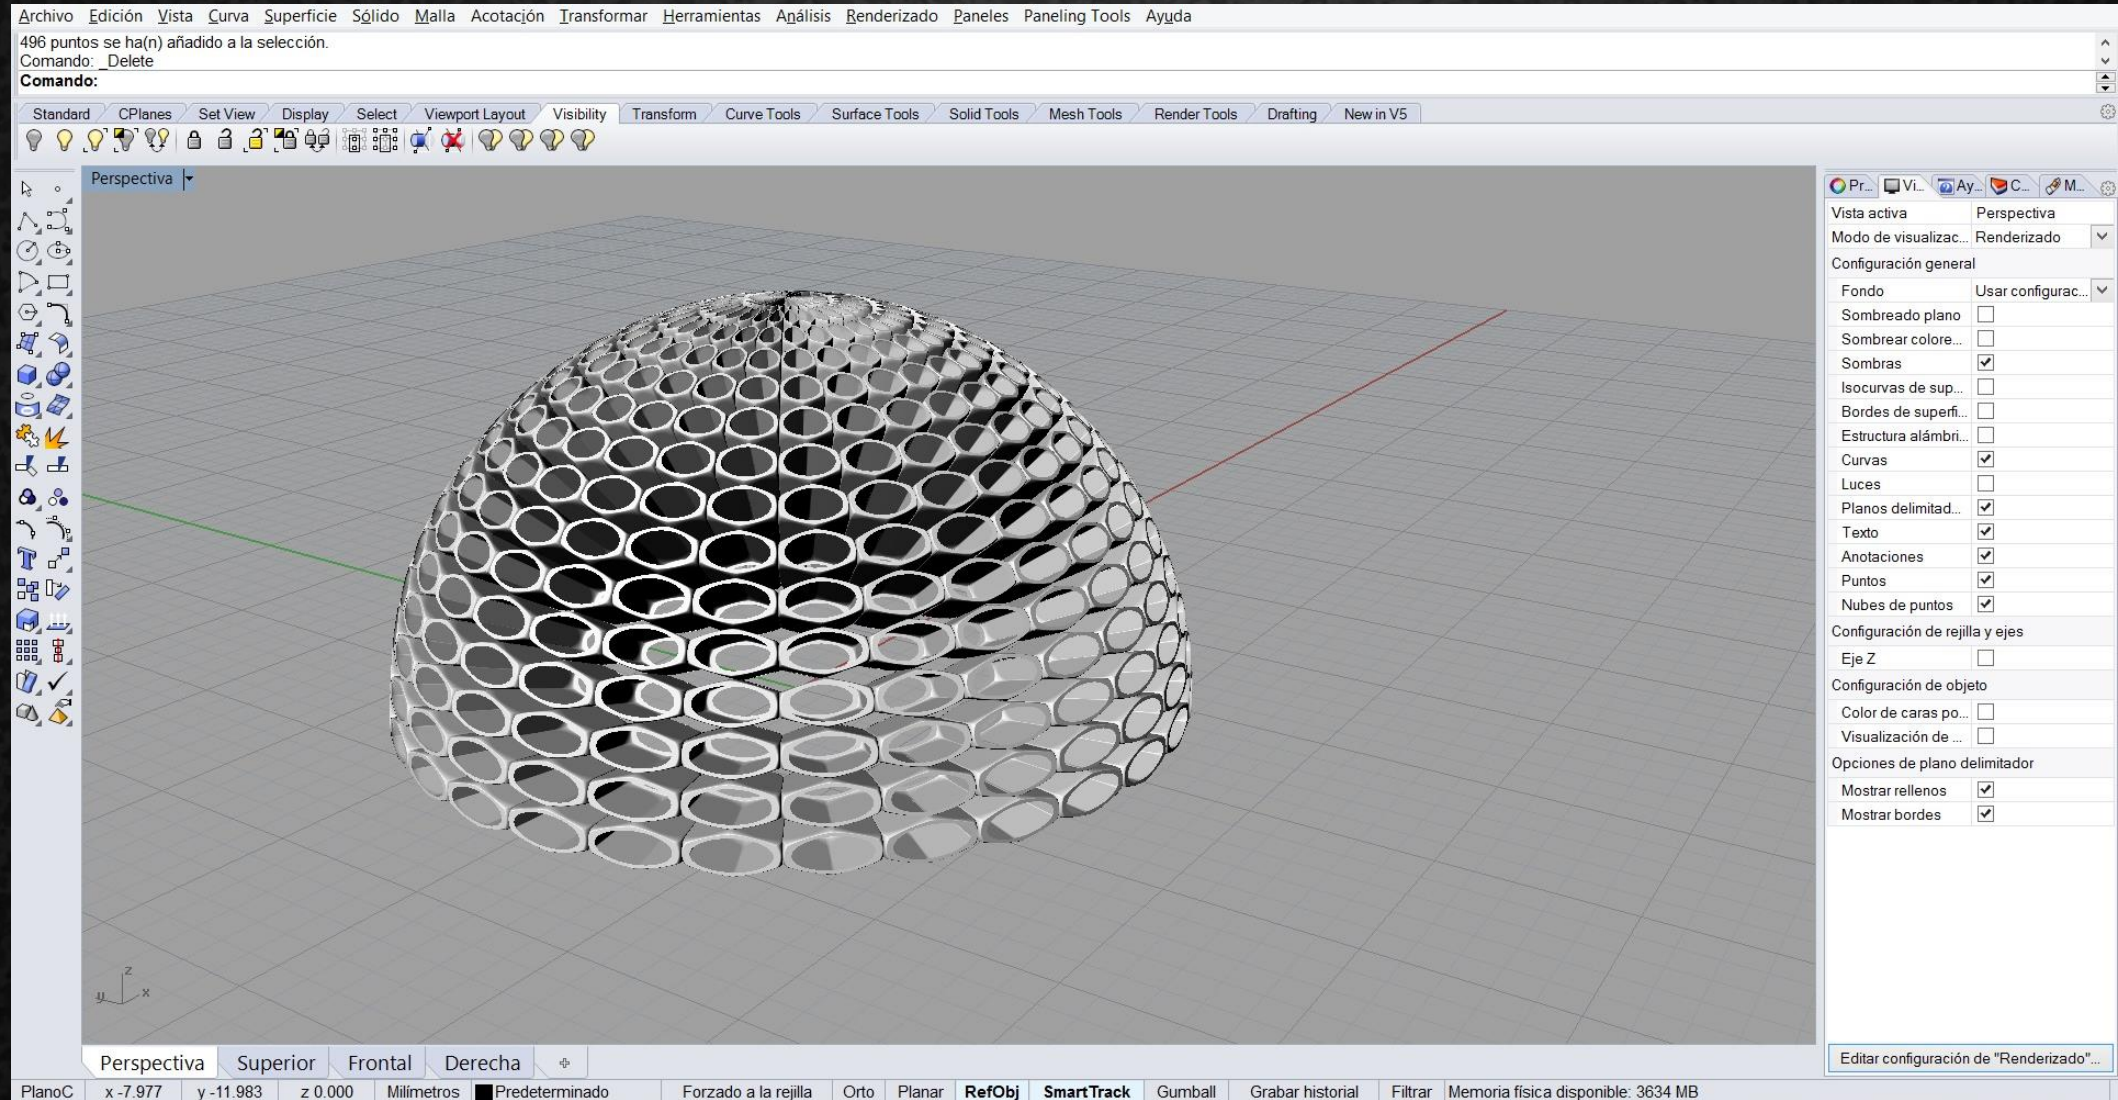 Archivo Edición Vista Curva Superficie Sólido Malla Acotación Transformar Herramientas Análisis Renderizado Paneles Paneling Tools Ayuda
496 puntos se ha(n) añadido a la selección.
Comando: _Delete
Comando:
Standard CPlanes Set View Display Select Viewport Layout Visibility Transform Curve Tools Surface Tools Solid Tools Mesh Tools Render Tools Drafting New in V5
Perspectiva
Pr... Vi... Ay... C... M...
Vista activa Perspectiva
Modo de visualizac... Renderizado
Configuración general
Fondo Usar configurac...
Sombreado plano
Sombrear colore...
Sombras
Isocurvas de sup...
Bordes de superfi...
Estructura alámbri...
Curvas
Luces
Planos delimitad...
Texto
Anotaciones
Puntos
Nubes de puntos
Configuración de rejilla y ejes
Eje Z
Configuración de objeto
Color de caras po...
Visualización de ...
Opciones de plano delimitador
Mostrar rellenos
Mostrar bordes
z
y x
Perspectiva Superior Frontal Derecha
Editar configuración de "Renderizado"...
PlanoC x -7.977 y -11.983 z 0.000 Milímetros Predeterminado Forzado a la rejilla Orto Planar RefObj SmartTrack Gumball Grabar historial Filtrar Memoria física disponible: 3634 MB